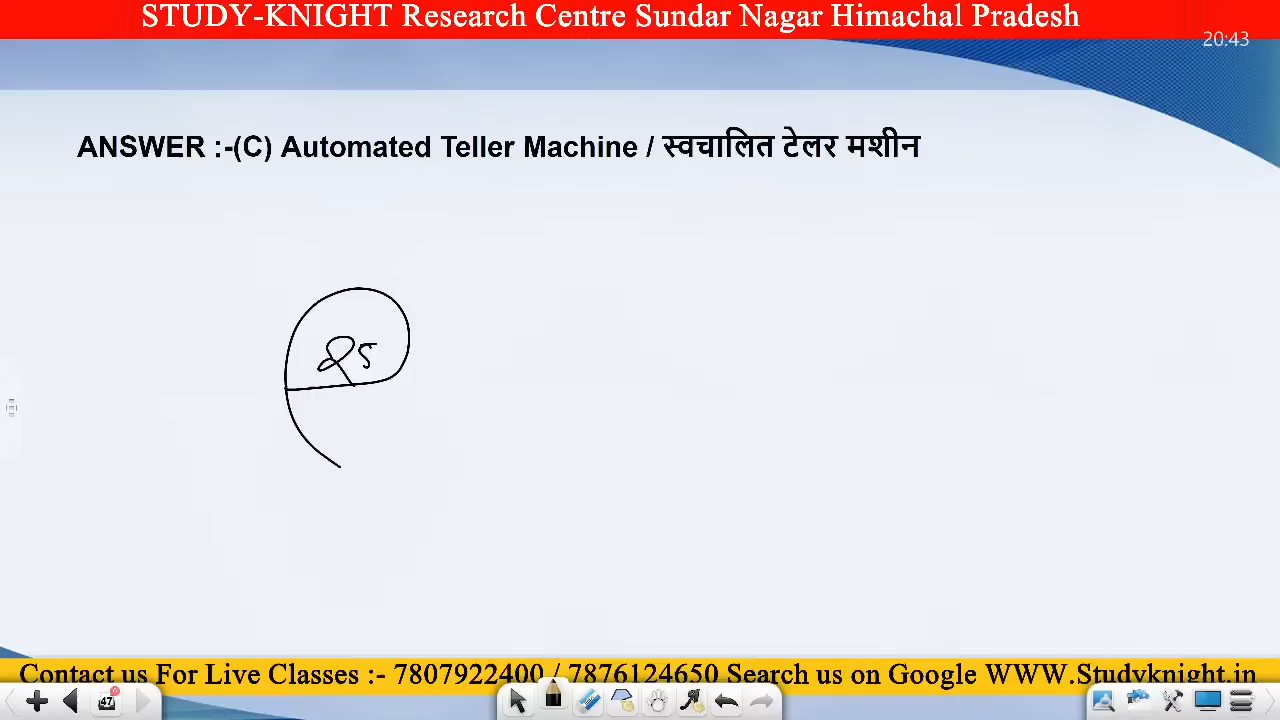 STUDY-KNIGHT Research Centre Sundar Nagar Himachal Pradesh
20:43
ANSWER :-(C) Automated Teller Machine / स्वचालित टेलर मशीन
Contact us For Live Classes :- 7807922400 / 7876124650 Search us on Google WWW.Studyknight.in
47